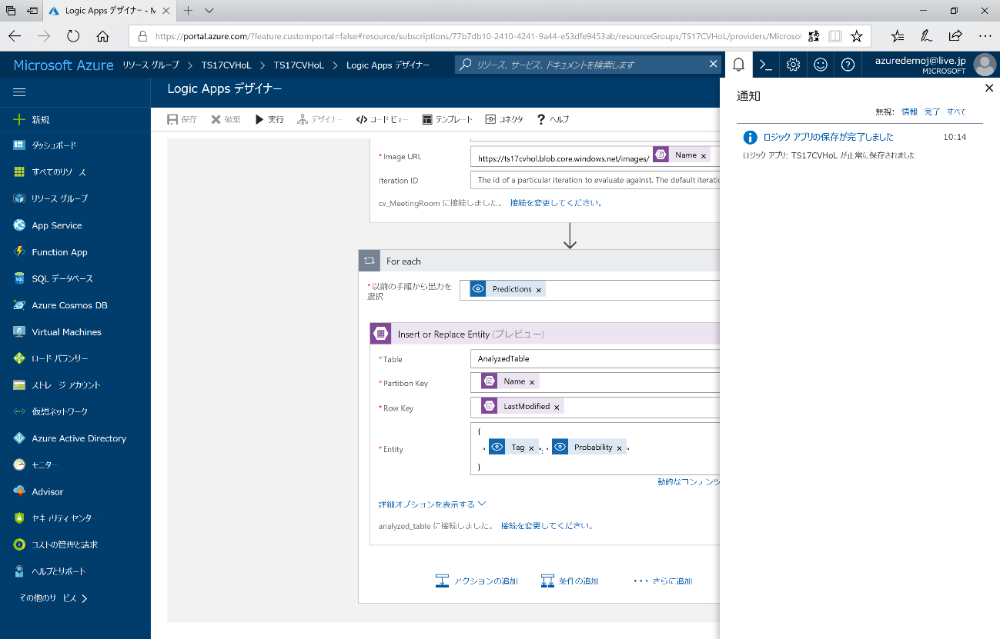 Logic Apps デザイナー - M
https://portal.azure.com/?feature.customportal=false#resource/subscriptions/77b7db10-2410-4241-9a44-e53dfe9453ab/resourceGroups/TS17CVHoL/providers/Microso
Microsoft Azure リソース グループ > TS17CVHoL > TS17CVHoL > Logic Apps デザイナー
リソース、サービス、ドキュメントを検索します
azuredemoj@live.jp
MICROSOFT
Logic Apps デザイナー
保存 破棄 実行 デザイナー コード ビュー テンプレート コネクタ ヘルプ
新規
ダッシュボード
すべてのリソース
リソース グループ
App Service
Function App
SQL データベース
Azure Cosmos DB
Virtual Machines
ロード バランサー
ストレージ アカウント
仮想ネットワーク
Azure Active Directory
モニター
Advisor
セキュリティ センター
コストの管理と請求
ヘルプとサポート
その他のサービス >
* Image URL https://ts17cvhol.blob.core.windows.net/images/ Name ×
Iteration ID The id of a particular iteration to evaluate against. The default iteratio
cv_MeetingRoom に接続しました。 接続を変更してください。
For each
*以前の手順から出力を
選択
Predictions ×
Insert or Replace Entity (プレビュー)
* Table AnalyzedTable
* Partition Key Name ×
* Row Key LastModified ×
* Entity
{
" Tag × ": " Probability × "
}
動的なコンテンツ
詳細オプションを表示する
analyzed_table に接続しました。 接続を変更してください。
アクションの追加 条件の追加 ··· さらに追加
通知
無視: 情報 完了 すべて
ロジック アプリの保存が完了しました 10:14
ロジック アプリ: TS17CVHoL が正常に保存されました